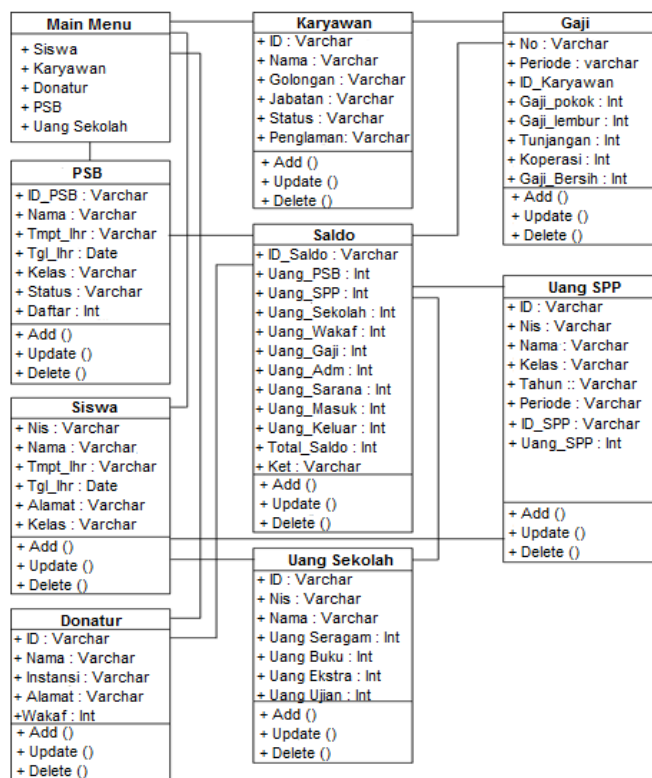 Main Menu
+ Siswa
+ Karyawan
+ Donatur
+ PSB
+ Uang Sekolah
Karyawan
+ ID : Varchar
+ Nama : Varchar
+ Golongan : Varchar
+ Jabatan : Varchar
+ Status : Varchar
+ Penglaman: Varchar
+ Add ()
+ Update ()
+ Delete ()
Gaji
+ No : Varchar
+ Periode : varchar
+ ID_Karyawan
+ Gaji_pokok : Int
+ Gaji_lembur : Int
+ Tunjangan : Int
+ Koperasi : Int
+ Gaji_Bersih : Int
+ Add ()
+ Update ()
+ Delete ()
PSB
+ ID_PSB : Varchar
+ Nama : Varchar
+ Tmpt_lhr : Varchar
+ Tgl_lhr : Date
+ Kelas : Varchar
+ Status : Varchar
+ Daftar : Int
+ Add ()
+ Update ()
+ Delete ()
Saldo
+ ID_Saldo : Varchar
+ Uang_PSB : Int
+ Uang_SPP : Int
+ Uang_Sekolah : Int
+ Uang_Wakaf : Int
+ Uang_Gaji : Int
+ Uang_Adm : Int
+ Uang_Sarana : Int
+ Uang_Masuk : Int
+ Uang_Keluar : Int
+ Total_Saldo : Int
+ Ket : Varchar
+ Add ()
+ Update ()
+ Delete ()
Uang SPP
+ ID : Varchar
+ Nis : Varchar
+ Nama : Varchar
+ Kelas : Varchar
+ Tahun :: Varchar
+ Periode : Varchar
+ ID_SPP : Varchar
+ Uang_SPP : Int
+ Add ()
+ Update ()
+ Delete ()
Siswa
+ Nis : Varchar
+ Nama : Varchar
+ Tmpt_lhr : Varchar
+ Tgl_lhr : Date
+ Alamat : Varchar
+ Kelas : Varchar
+ Add ()
+ Update ()
+ Delete ()
Uang Sekolah
+ ID : Varchar
+ Nis : Varchar
+ Nama : Varchar
+ Uang Seragam : Int
+ Uang Buku : Int
+ Uang Ekstra : Int
+ Uang Ujian : Int
+ Add ()
+ Update ()
+ Delete ()
Donatur
+ ID : Varchar
+ Nama : Varchar
+ Instansi : Varchar
+ Alamat : Varchar
+Wakaf : Int
+ Add ()
+ Update ()
+ Delete ()